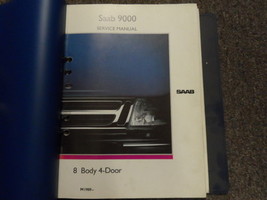 Saab 9000
SERVICE MANUAL
SAAB
8 Body 4-Door